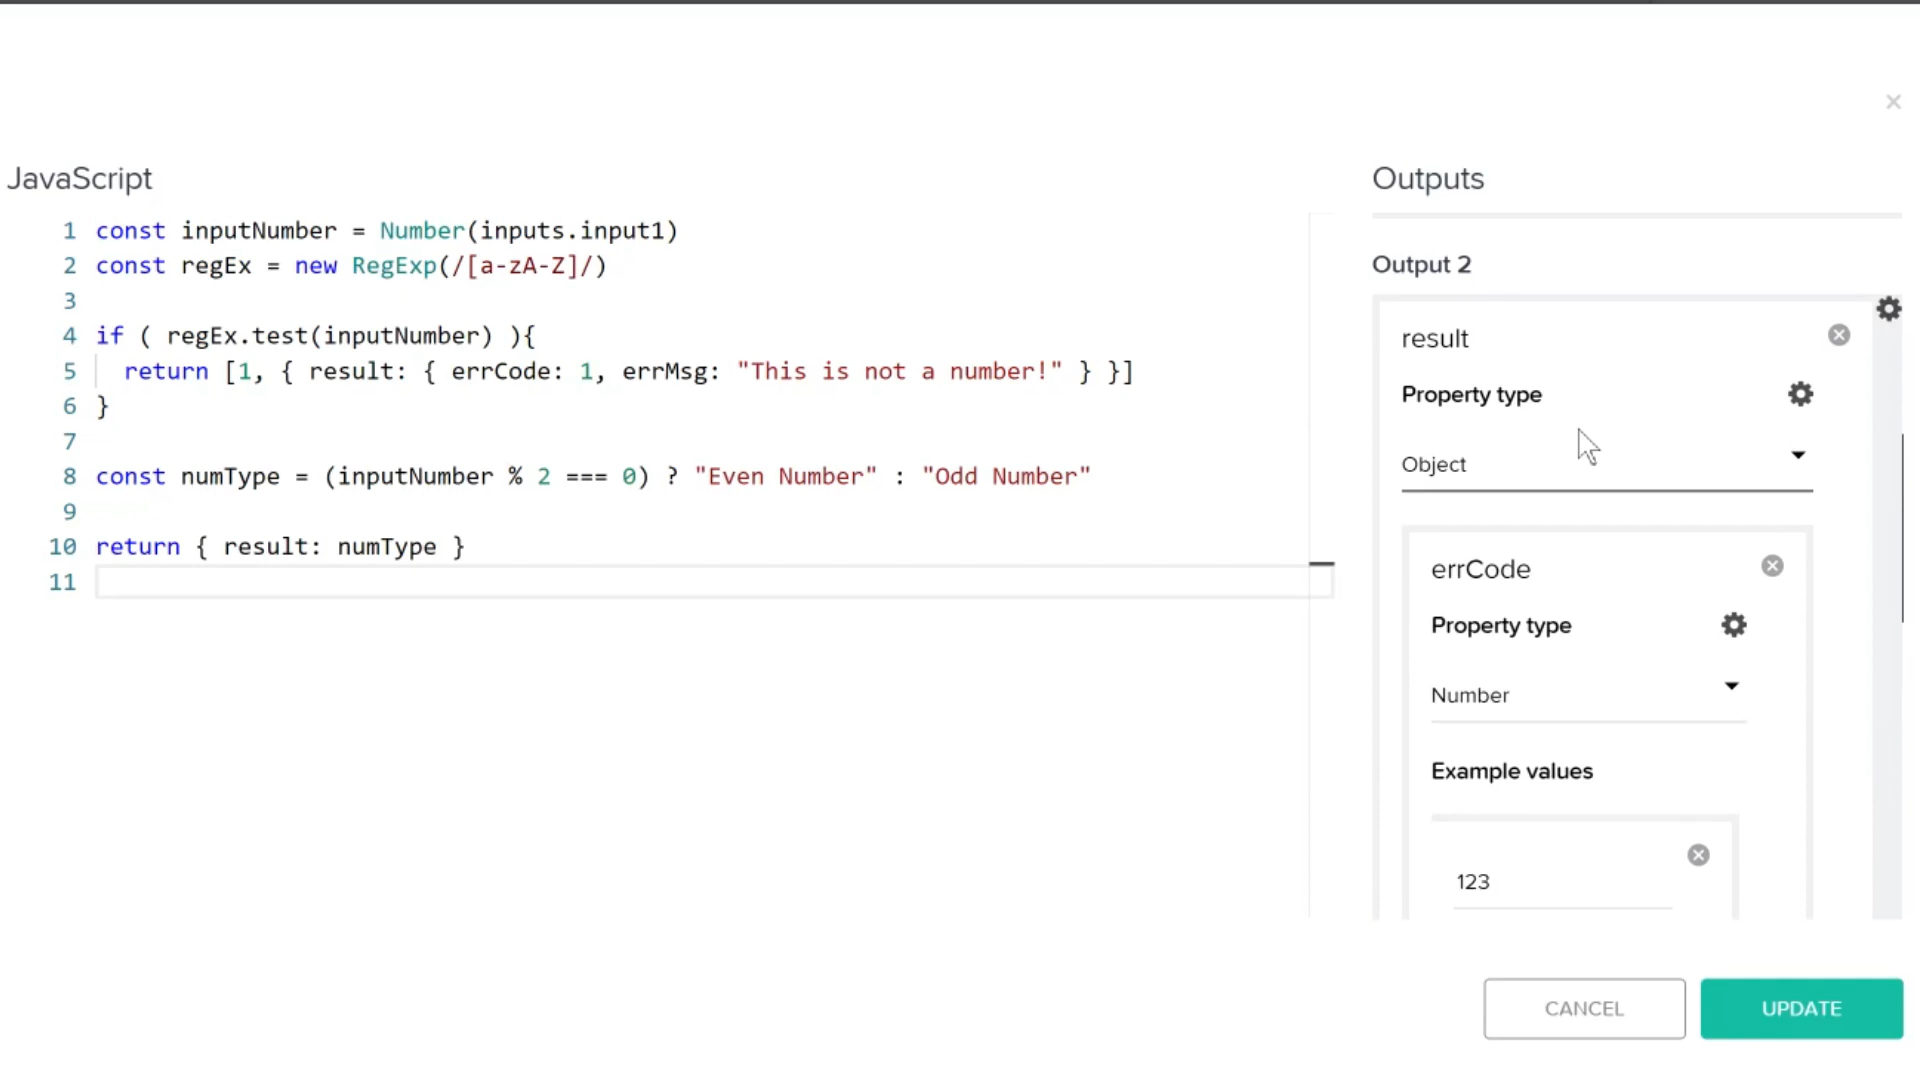 JavaScript
1 const inputNumber = Number(inputs.input1)
2 const regEx = new RegExp(/[a-zA-Z]/)
3
4 if ( regEx.test(inputNumber) ){
5   return [1, { result: { errCode: 1, errMsg: "This is not a number!" } }]
6 }
7
8 const numType = (inputNumber % 2 === 0) ? "Even Number" : "Odd Number"
9
10 return { result: numType }
11
Outputs
Output 2
result
Property type
Object
errCode
Property type
Number
Example values
123
CANCEL
UPDATE